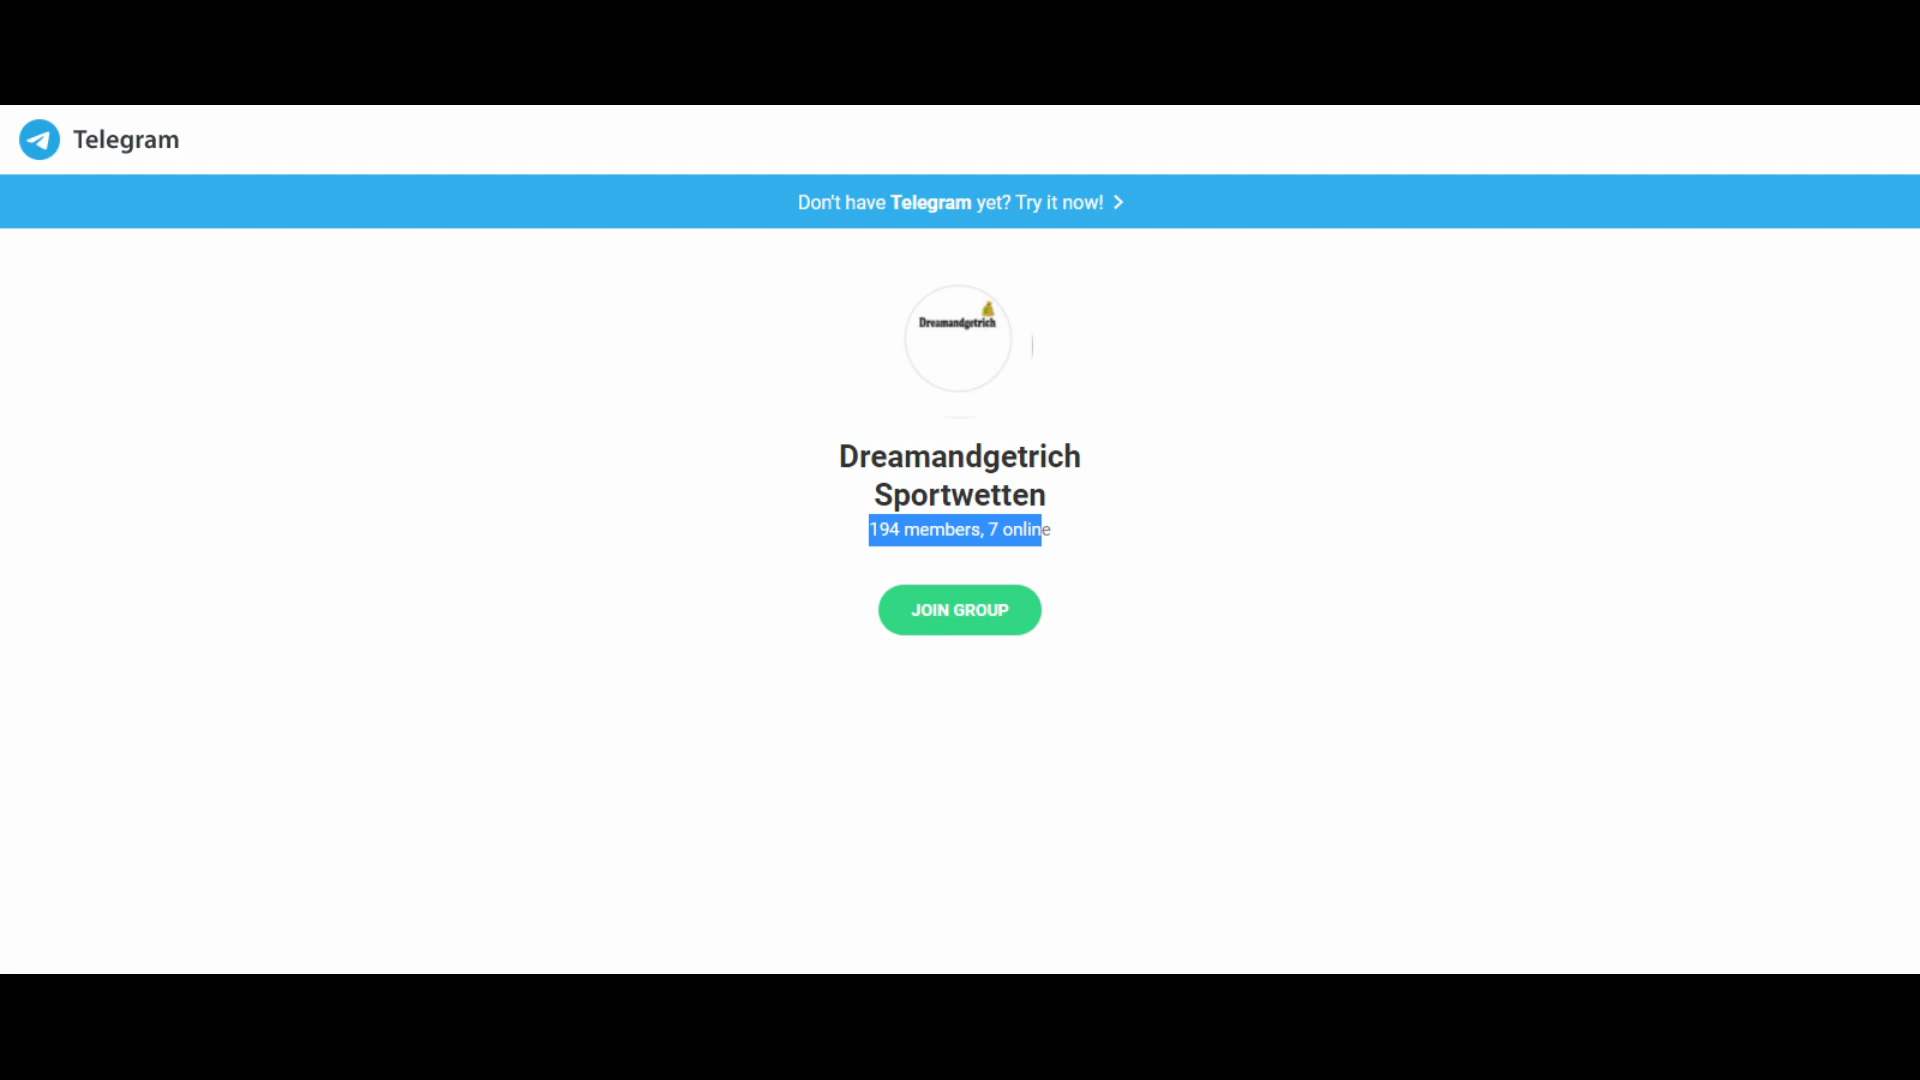 Telegram
Don't have Telegram yet? Try it now!
Dreamandgetrich
Dreamandgetrich
Sportwetten
194 members, 7 online
JOIN GROUP